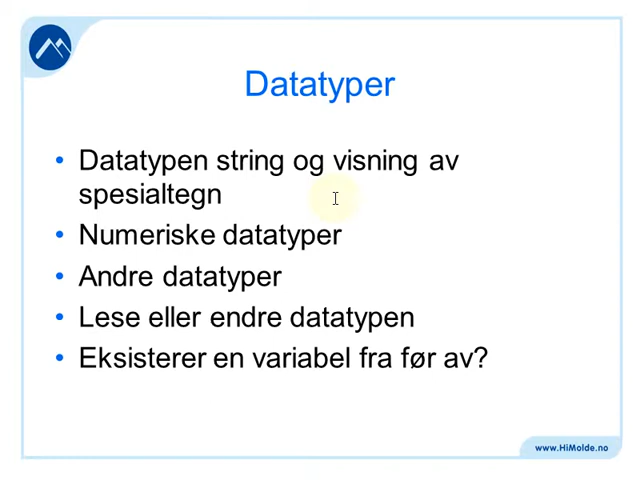 Datatyper
• Datatypen string og visning av
spesialtegn
• Numeriske datatyper
• Andre datatyper
• Lese eller endre datatypen
• Eksisterer en variabel fra før av?
www.HiMolde.no